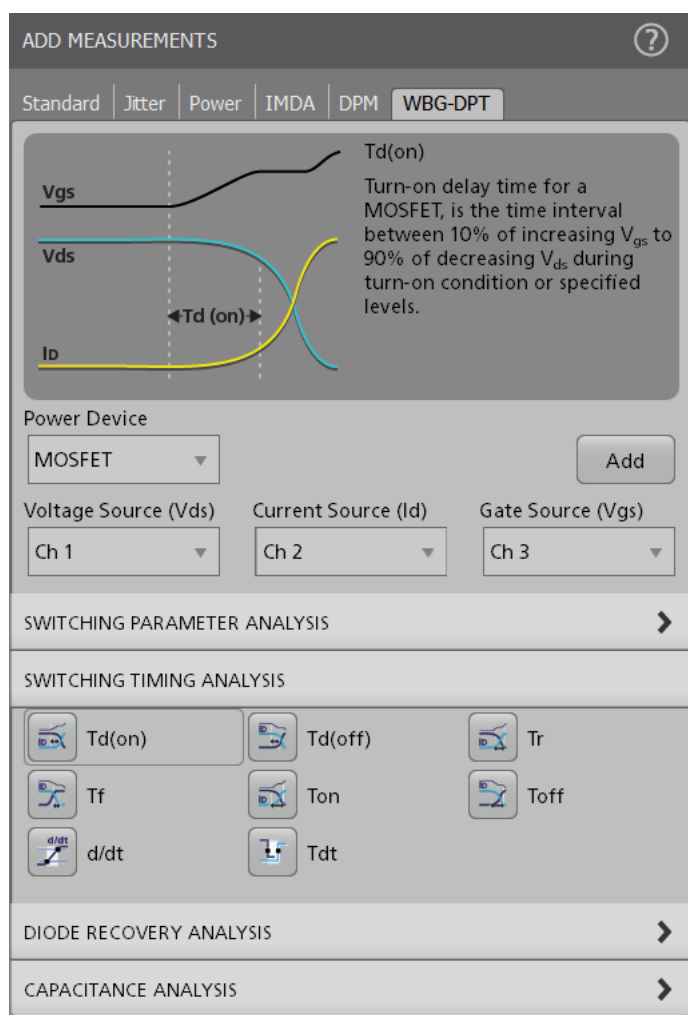 ADD MEASUREMENTS
?
Standard Jitter Power IMDA DPM WBG-DPT
Vgs
Vds
Td (on)
ID
Td(on)
Turn-on delay time for a
MOSFET, is the time interval
between 10% of increasing Vgs to
90% of decreasing Vds during
turn-on condition or specified
levels.
Power Device
MOSFET
Add
Voltage Source (Vds) Current Source (Id) Gate Source (Vgs)
Ch 1 Ch 2 Ch 3
SWITCHING PARAMETER ANALYSIS
SWITCHING TIMING ANALYSIS
Td(on) Td(off) Tr
Tf Ton Toff
d/dt d/dt Tdt
DIODE RECOVERY ANALYSIS
CAPACITANCE ANALYSIS